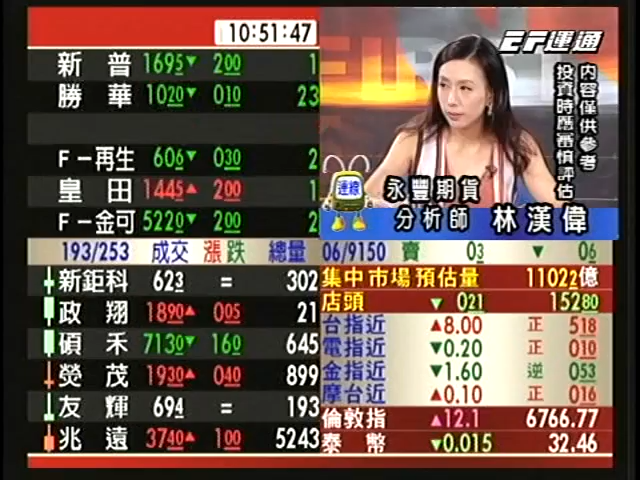 10:51:47
新普 1695▼ 200 1
勝華 1020▼ 010 23
F－再生 606▼ 030 2
皇田 1445▲ 200 1
F－金可 5220▼ 200 2
193/253 成交 漲跌 總量
新鉅科 623 = 302
政翔 1890▲ 005 21
碩禾 7130▼ 160 645
熒茂 1930▲ 040 899
友輝 694 = 193
兆遠 3740▲ 100 5243
運通
內容僅供參考
投資時應審慎評估
連線
永豐期貨
分析師 林漢偉
06/9150 賣 03 ▼ 06
集中市場預估量 11022億
店頭 ▼ 021 15280
台指近 ▲8.00 正 518
電指近 ▼0.20 正 010
金指近 ▼1.60 逆 053
摩台近 ▲0.10 正 016
倫敦指 ▲12.1 6766.77
泰幣 ▼0.015 32.46